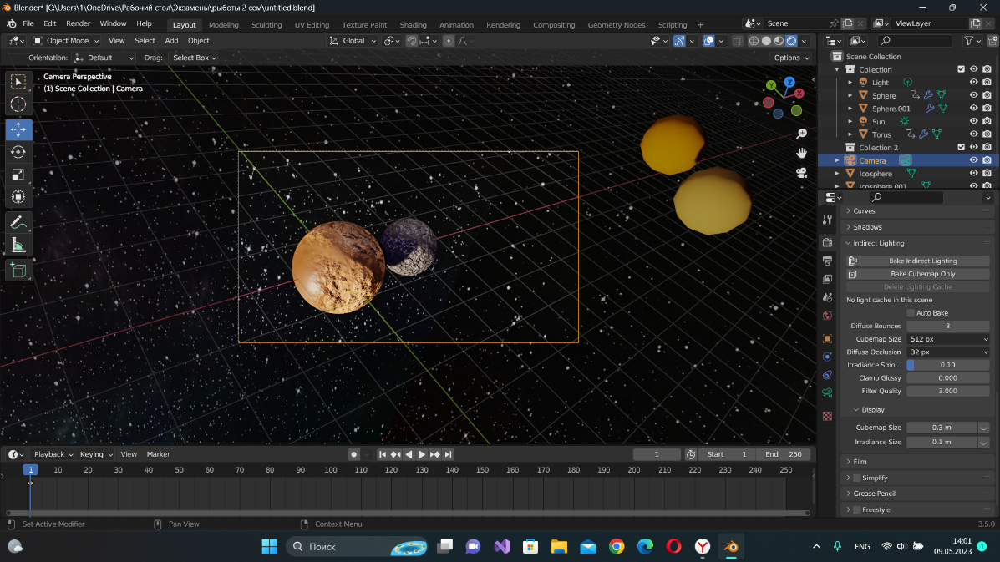 Blender* [C:\Users\1\OneDrive\Рабочий стол\Экзамены\рыботы 2 сем\untitled.blend]
File Edit Render Window Help Layout Modeling Sculpting UV Editing Texture Paint Shading Animation Rendering Compositing Geometry Nodes Scripting + Scene ViewLayer
Object Mode View Select Add Object Global
Orientation: Default Drag: Select Box Options
Camera Perspective
(1) Scene Collection | Camera
Y Z X
Scene Collection
Collection
Light
Sphere
Sphere.001
Sun
Torus
Collection 2
Camera
Icosphere
Icosphere.001
Curves
Shadows
Indirect Lighting
Bake Indirect Lighting
Bake Cubemap Only
Delete Lighting Cache
No light cache in this scene
Auto Bake
Diffuse Bounces 3
Cubemap Size 512 px
Diffuse Occlusion 32 px
Irradiance Smo... 0.10
Clamp Glossy 0.000
Filter Quality 3.000
Display
Cubemap Size 0.3 m
Irradiance Size 0.1 m
Film
Simplify
Grease Pencil
Freestyle
Playback Keying View Marker 1 Start 1 End 250
1 10 20 30 40 50 60 70 80 90 100 110 120 130 140 150 160 170 180 190 200 210 220 230 240 250
Set Active Modifier Pan View Context Menu 3.5.0
Поиск ENG 14:01
09.05.2023 1